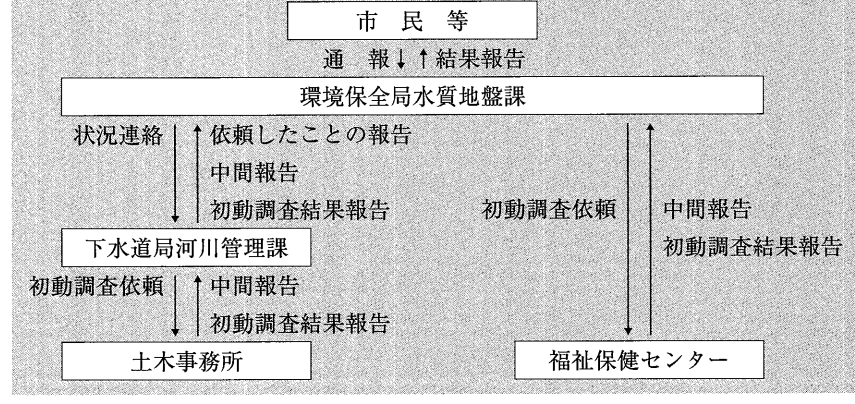 市　民　等
通　報↓↑結果報告
環境保全局水質地盤課
状況連絡
依頼したことの報告
中間報告
初動調査結果報告
初動調査依頼
中間報告
初動調査結果報告
下水道局河川管理課
初動調査依頼
中間報告
初動調査結果報告
土木事務所
福祉保健センター